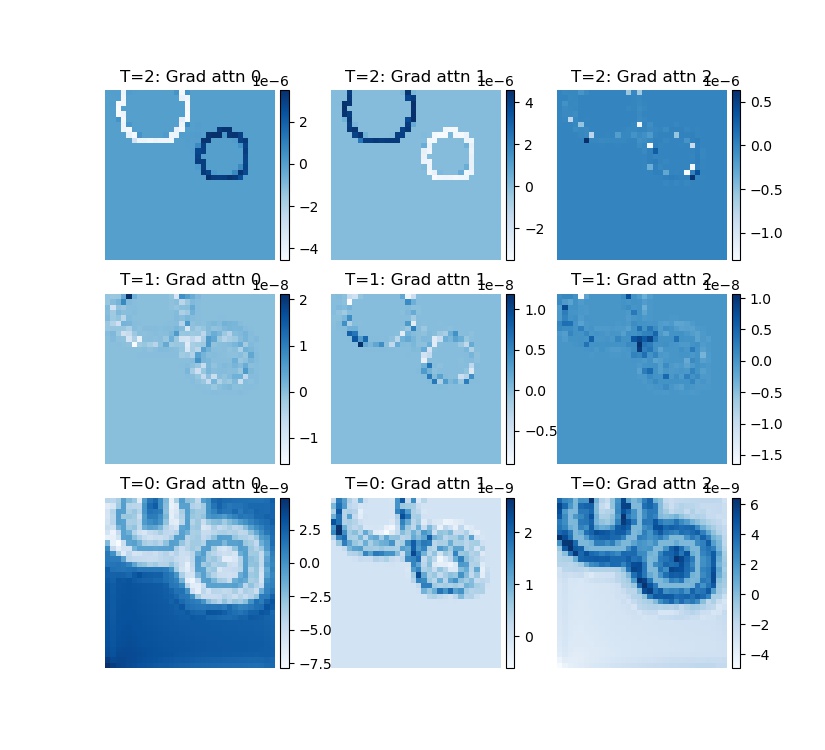 T=2: Grad attn 0
1e−6
T=2: Grad attn 1
1e−6
T=2: Grad attn 2
1e−6
2
0
−2
−4
4
2
0
−2
0.5
0.0
−0.5
−1.0
T=1: Grad attn 0
1e−8
T=1: Grad attn 1
1e−8
T=1: Grad attn 2
1e−8
2
1
0
−1
1.0
0.5
0.0
−0.5
1.0
0.5
0.0
−0.5
−1.0
−1.5
T=0: Grad attn 0
1e−9
T=0: Grad attn 1
1e−9
T=0: Grad attn 2
1e−9
2.5
0.0
−2.5
−5.0
−7.5
2
1
0
6
4
2
0
−2
−4